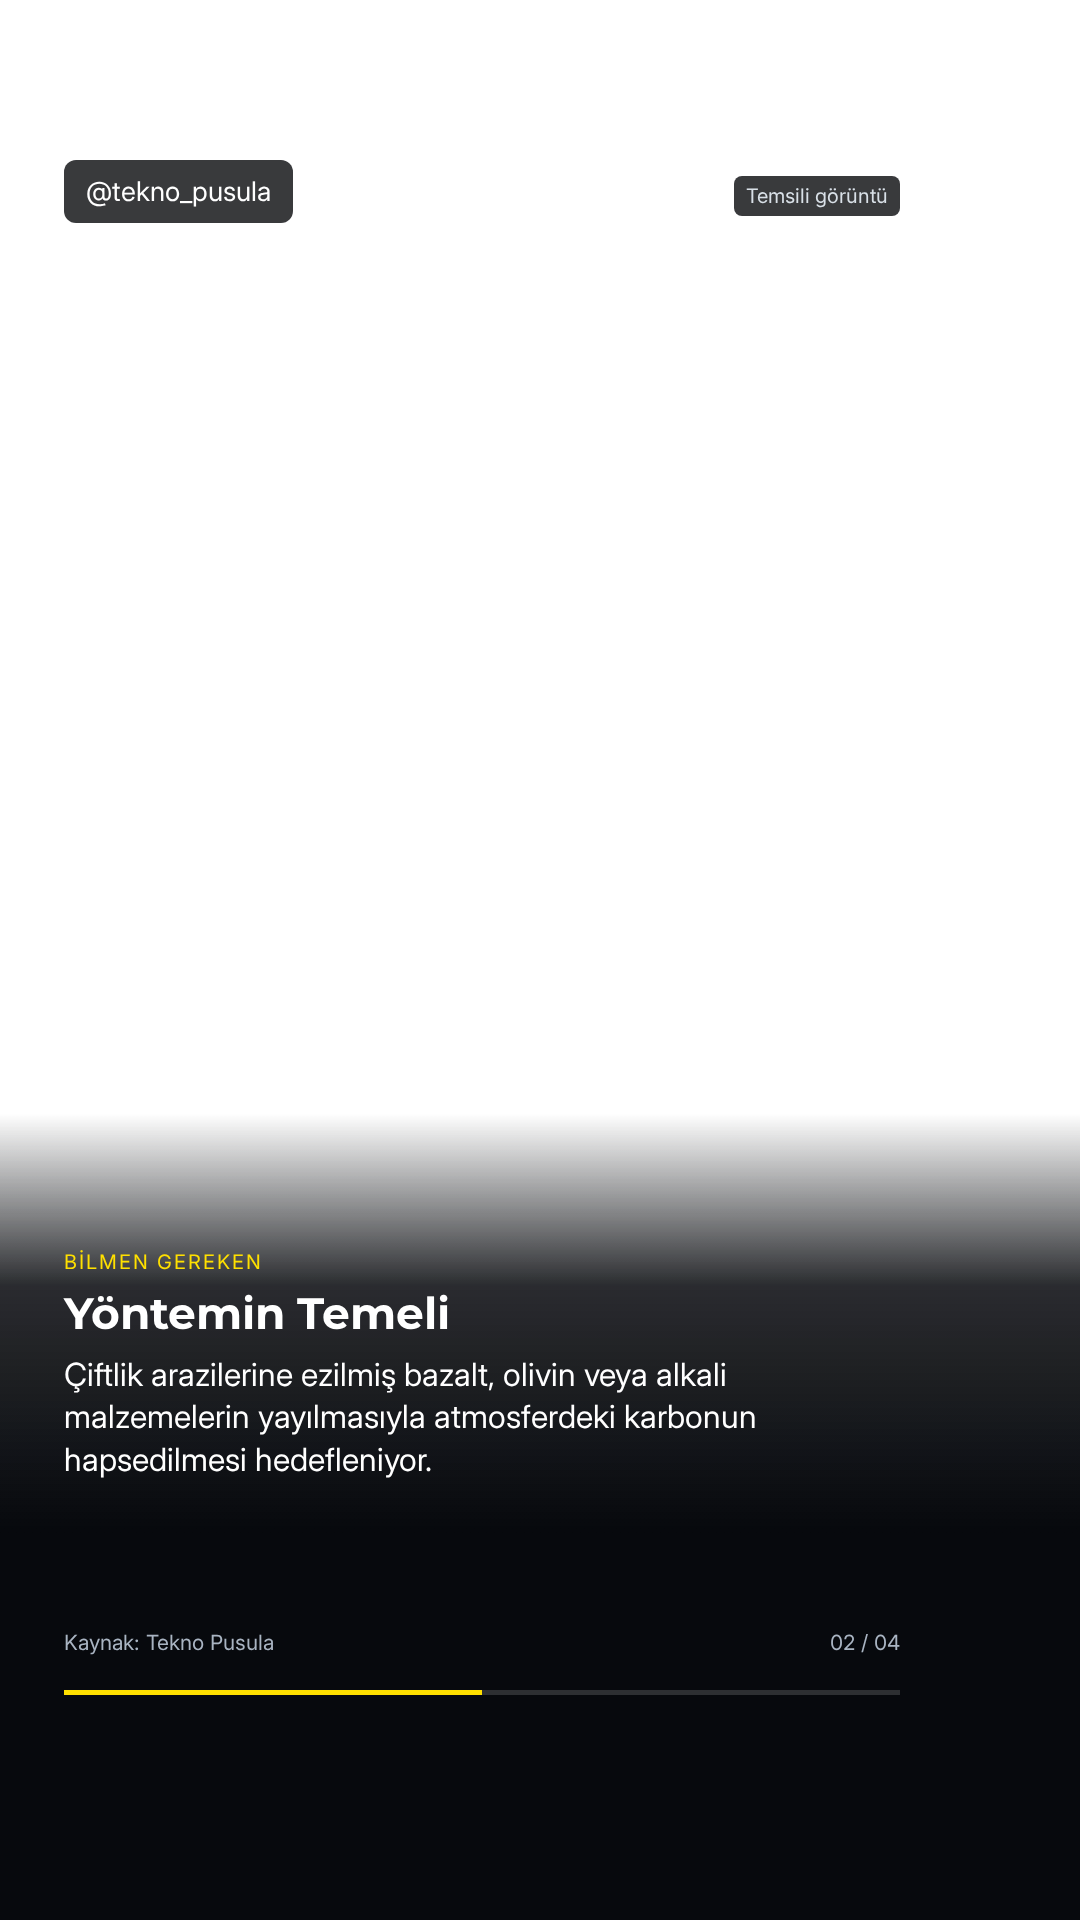 @tekno_pusula
Temsili görüntü
BİLMEN GEREKEN
Yöntemin Temeli
Çiftlik arazilerine ezilmiş bazalt, olivin veya alkali
malzemelerin yayılmasıyla atmosferdeki karbonun
hapsedilmesi hedefleniyor.
Kaynak: Tekno Pusula
02 / 04